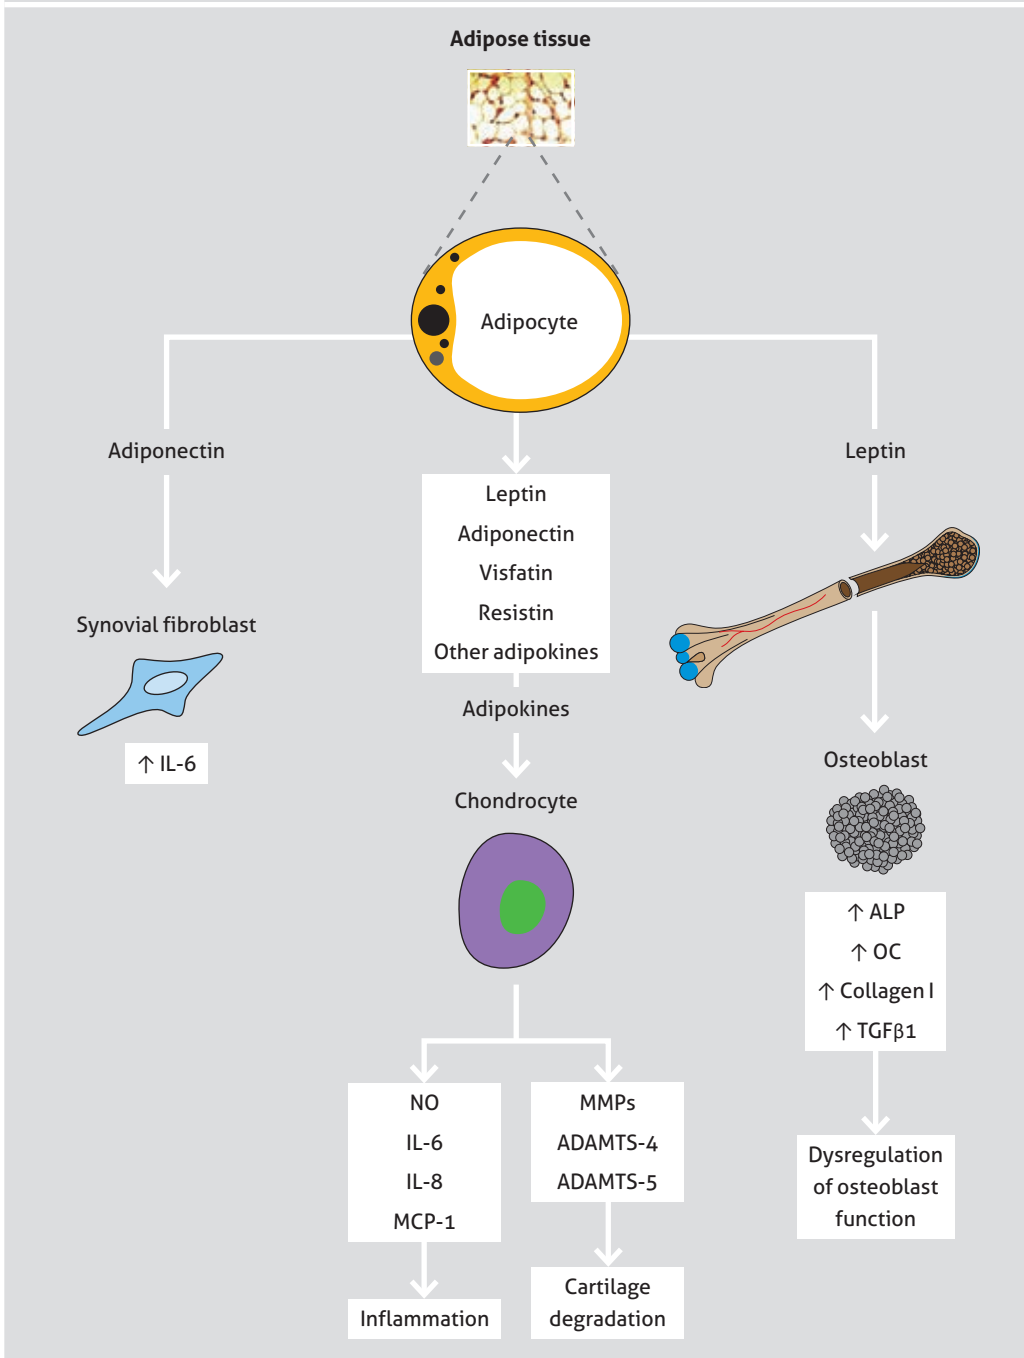 Adipose tissue
Adipocyte
Adiponectin
Leptin
Leptin
Adiponectin
Visfatin
Resistin
Other adipokines
Synovial fibroblast
↑ IL-6
Adipokines
Chondrocyte
Osteoblast
↑ ALP
↑ OC
↑ Collagen I
↑ TGFβ1
NO
IL-6
IL-8
MCP-1
MMPs
ADAMTS-4
ADAMTS-5
Dysregulation
of osteoblast
function
Inflammation
Cartilage
degradation